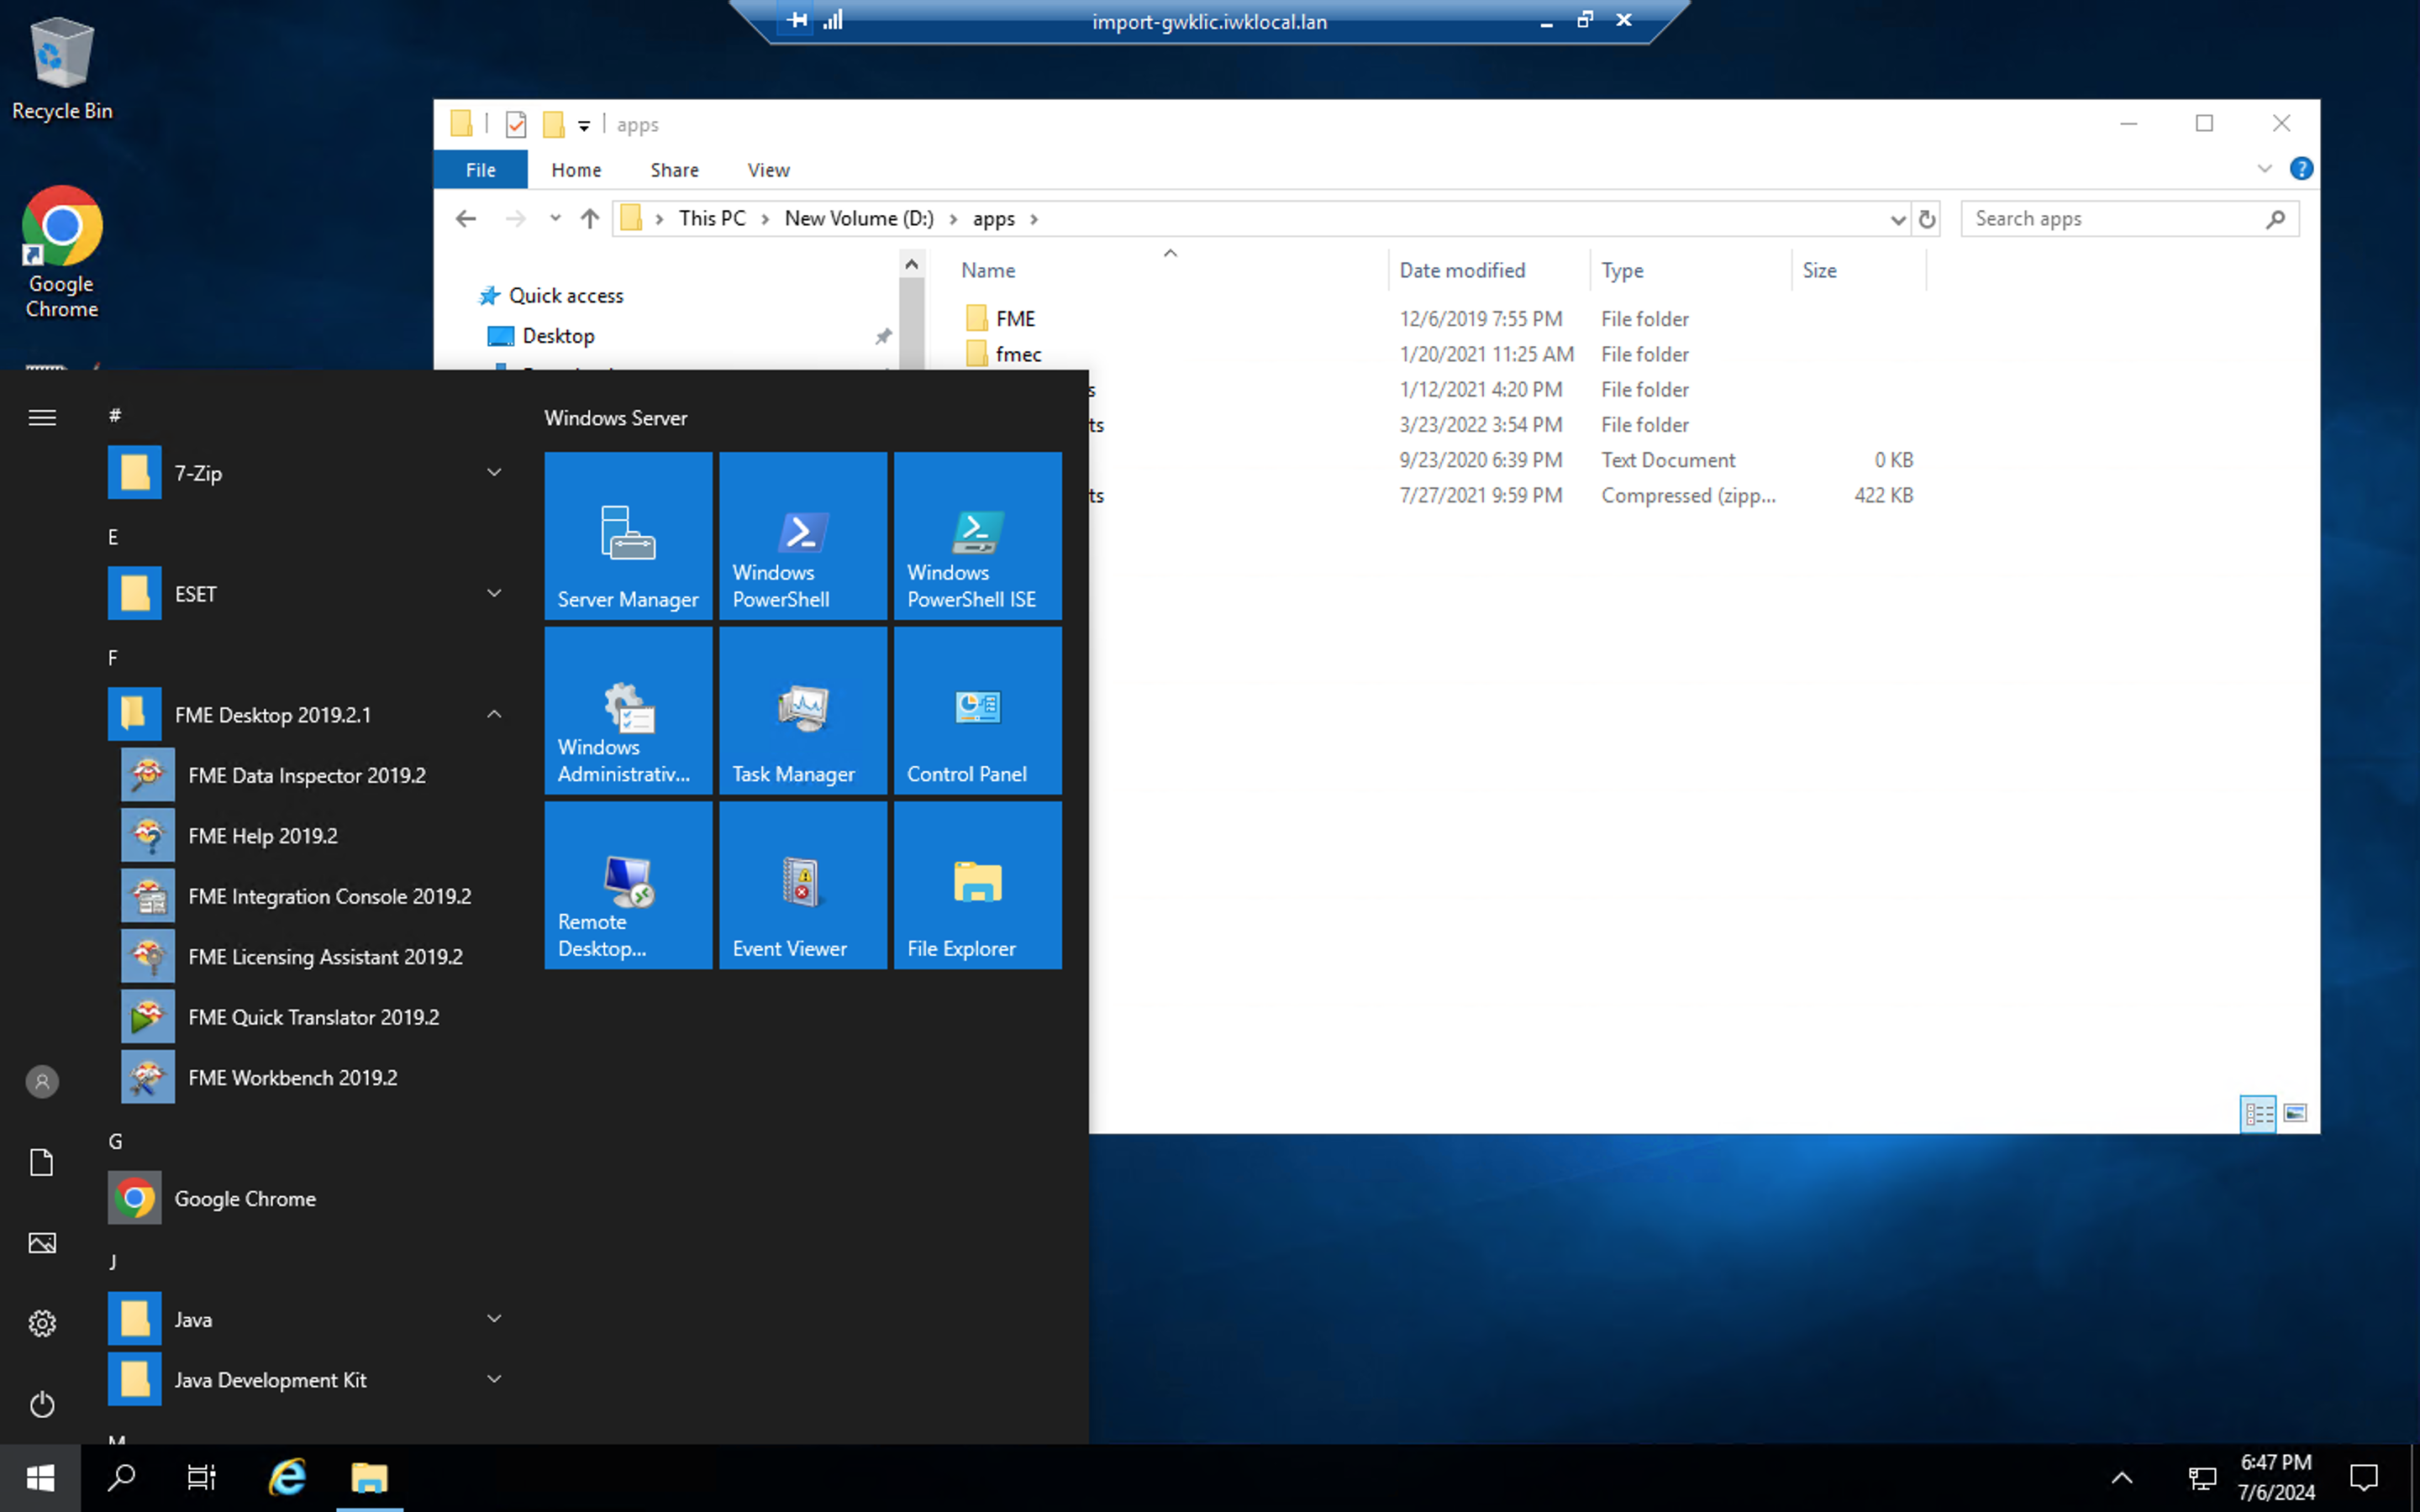 import-gwklic.iwklocal.lan
Recycle Bin
Google
Chrome
apps
File Home Share View
This PC New Volume (D:) apps
Search apps
Quick access
Desktop
Name Date modified Type Size
FME 12/6/2019 7:55 PM File folder
fmec 1/20/2021 11:25 AM File folder
s 1/12/2021 4:20 PM File folder
ts 3/23/2022 3:54 PM File folder
9/23/2020 6:39 PM Text Document 0 KB
ts 7/27/2021 9:59 PM Compressed (zipp... 422 KB
#
7-Zip
E
ESET
F
FME Desktop 2019.2.1
FME Data Inspector 2019.2
FME Help 2019.2
FME Integration Console 2019.2
FME Licensing Assistant 2019.2
FME Quick Translator 2019.2
FME Workbench 2019.2
G
Google Chrome
J
Java
Java Development Kit
Windows Server
Server Manager
Windows
PowerShell
Windows
PowerShell ISE
Windows
Administrativ...
Task Manager
Control Panel
Remote
Desktop...
Event Viewer
File Explorer
6:47 PM
7/6/2024